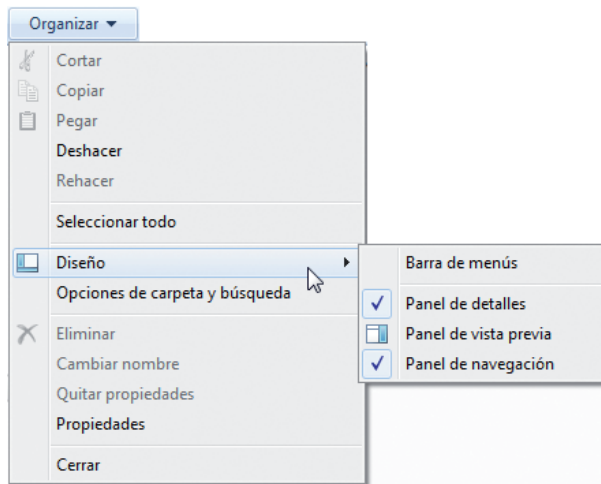 Organizar
Cortar
Copiar
Pegar
Deshacer
Rehacer
Seleccionar todo
Diseño
Opciones de carpeta y búsqueda
Eliminar
Cambiar nombre
Quitar propiedades
Propiedades
Cerrar
Barra de menús
Panel de detalles
Panel de vista previa
Panel de navegación